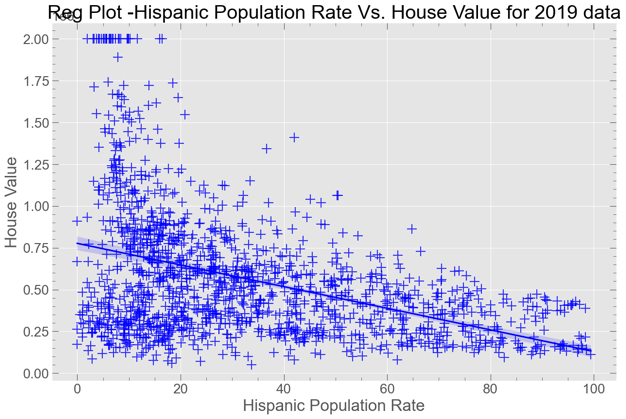 Reg Plot -Hispanic Population Rate Vs. House Value for 2019 data
2.00
1.75
1.50
1.25
1.00
0.75
0.50
0.25
0.00
House Value
0 20 40 60 80 100
Hispanic Population Rate